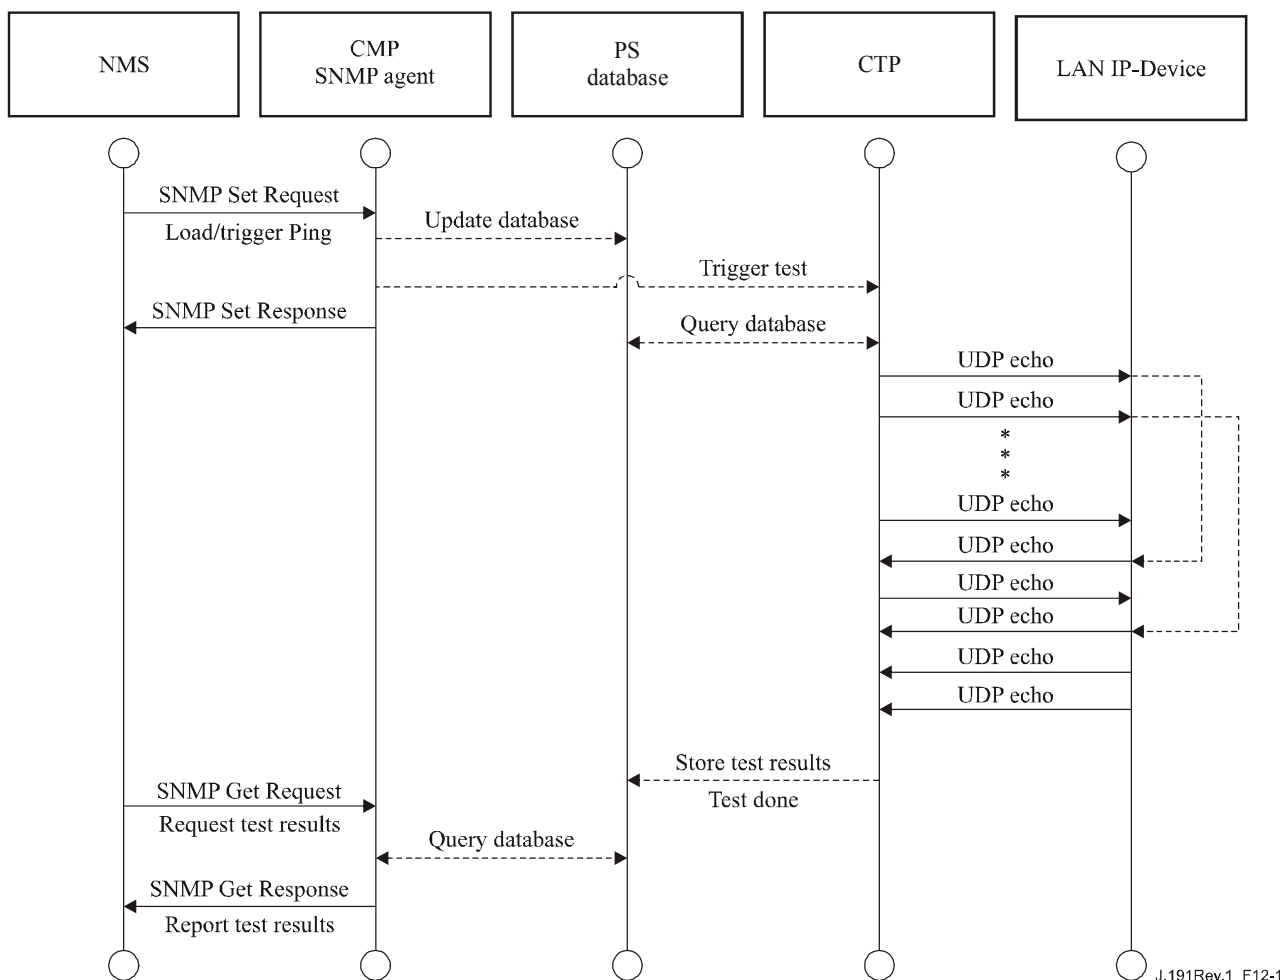 NMS
CMP
SNMP agent
PS
database
CTP
LAN IP-Device
SNMP Set Request
Load/trigger Ping
Update database
Trigger test
SNMP Set Response
Query database
UDP echo
UDP echo
*
*
*
UDP echo
UDP echo
UDP echo
UDP echo
UDP echo
UDP echo
Store test results
Test done
SNMP Get Request
Request test results
Query database
SNMP Get Response
Report test results
J.191Rev.1_F12-1